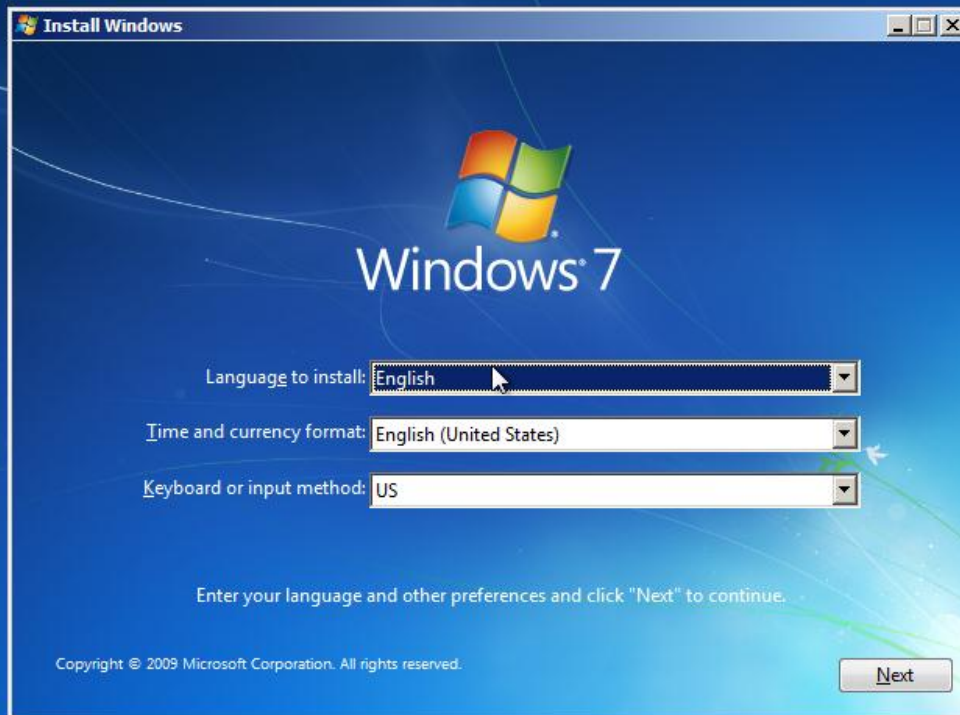 Install Windows
Windows® 7
Language to install: English
Time and currency format: English (United States)
Keyboard or input method: US
Enter your language and other preferences and click "Next" to continue.
Copyright © 2009 Microsoft Corporation. All rights reserved.
Next